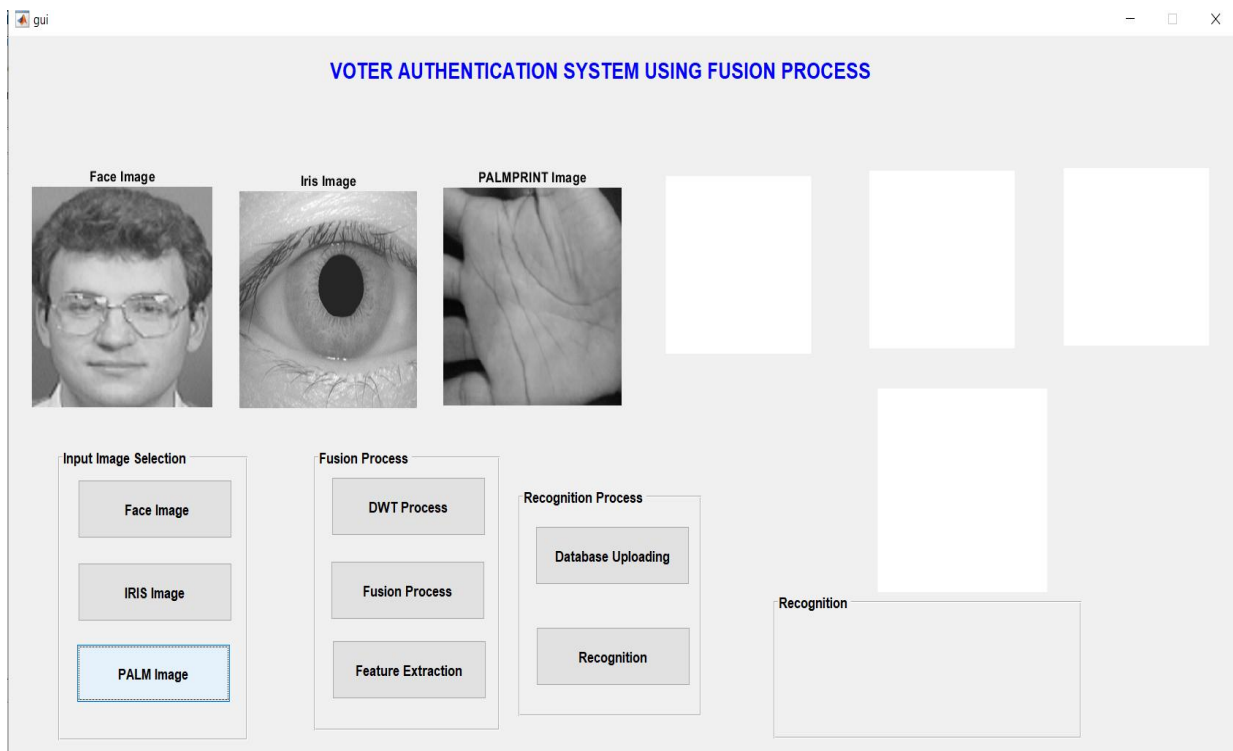 gui
VOTER AUTHENTICATION SYSTEM USING FUSION PROCESS
Face Image
Iris Image
PALMPRINT Image
Input Image Selection
Face Image
IRIS Image
PALM Image
Fusion Process
DWT Process
Fusion Process
Feature Extraction
Recognition Process
Database Uploading
Recognition
Recognition